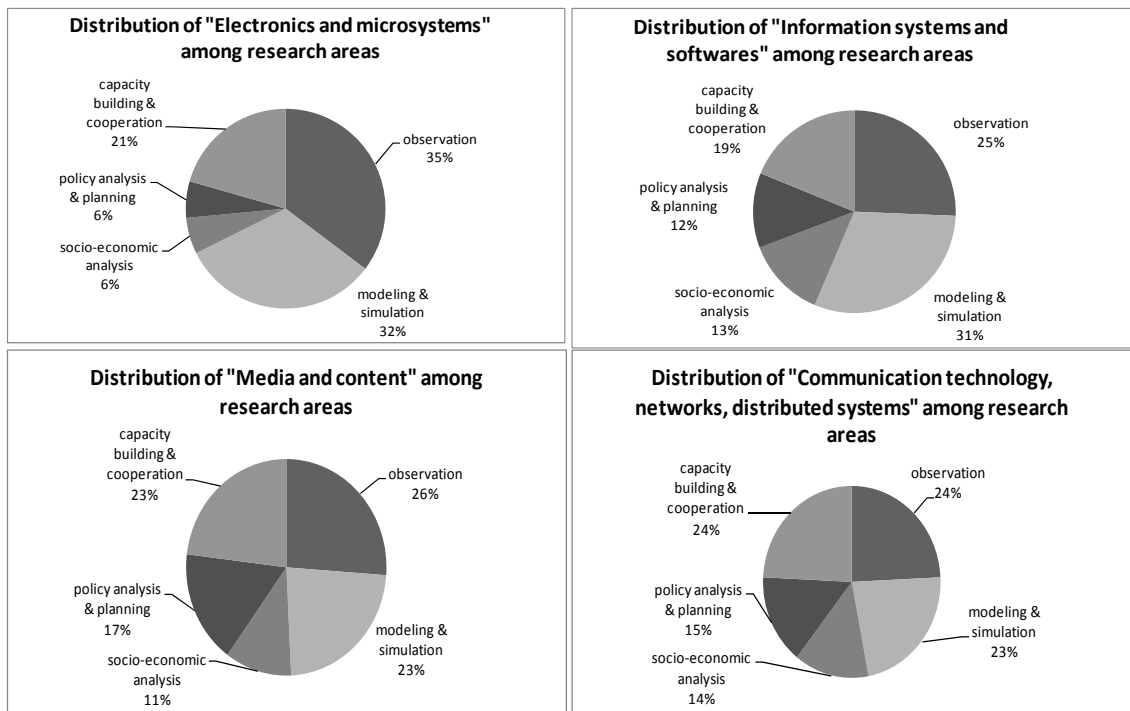 Distribution of "Electronics and microsystems"
among research areas
capacity
building &
cooperation
21%
observation
35%
policy analysis
& planning
6%
socio-economic
analysis
6%
modeling &
simulation
32%
Distribution of "Information systems and
softwares" among research areas
capacity
building &
cooperation
19%
observation
25%
policy analysis
& planning
12%
socio-economic
analysis
13%
modeling &
simulation
31%
Distribution of "Media and content" among
research areas
capacity
building &
cooperation
23%
observation
26%
policy analysis
& planning
17%
socio-economic
analysis
11%
modeling &
simulation
23%
Distribution of "Communication technology,
networks, distributed systems" among research
areas
capacity
building &
cooperation
24%
observation
24%
policy analysis
& planning
15%
socio-economic
analysis
14%
modeling &
simulation
23%